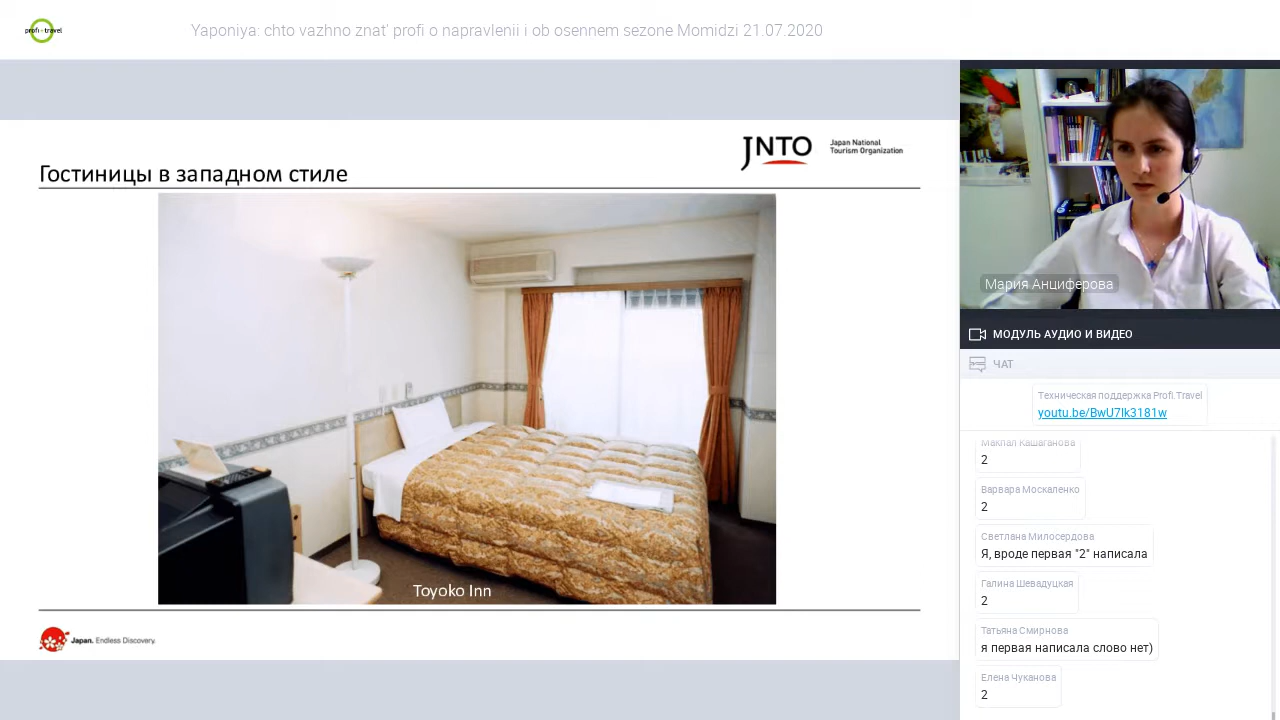 profi travel
Yaponiya: chto vazhno znat' profi o napravlenii i ob osennem sezone Momidzi 21.07.2020
JNTO
Japan National
Tourism Organization
Гостиницы в западном стиле
Toyoko Inn
Japan. Endless Discovery.
Мария Анциферова
МОДУЛЬ АУДИО И ВИДЕО
ЧАТ
Техническая поддержка Profi.Travel
youtu.be/BwU7lk3181w
Макпал Кашаганова
2
Варвара Москаленко
2
Светлана Милосердова
Я, вроде первая "2" написала
Галина Шевадуцкая
2
Татьяна Смирнова
я первая написала слово нет)
Елена Чуканова
2